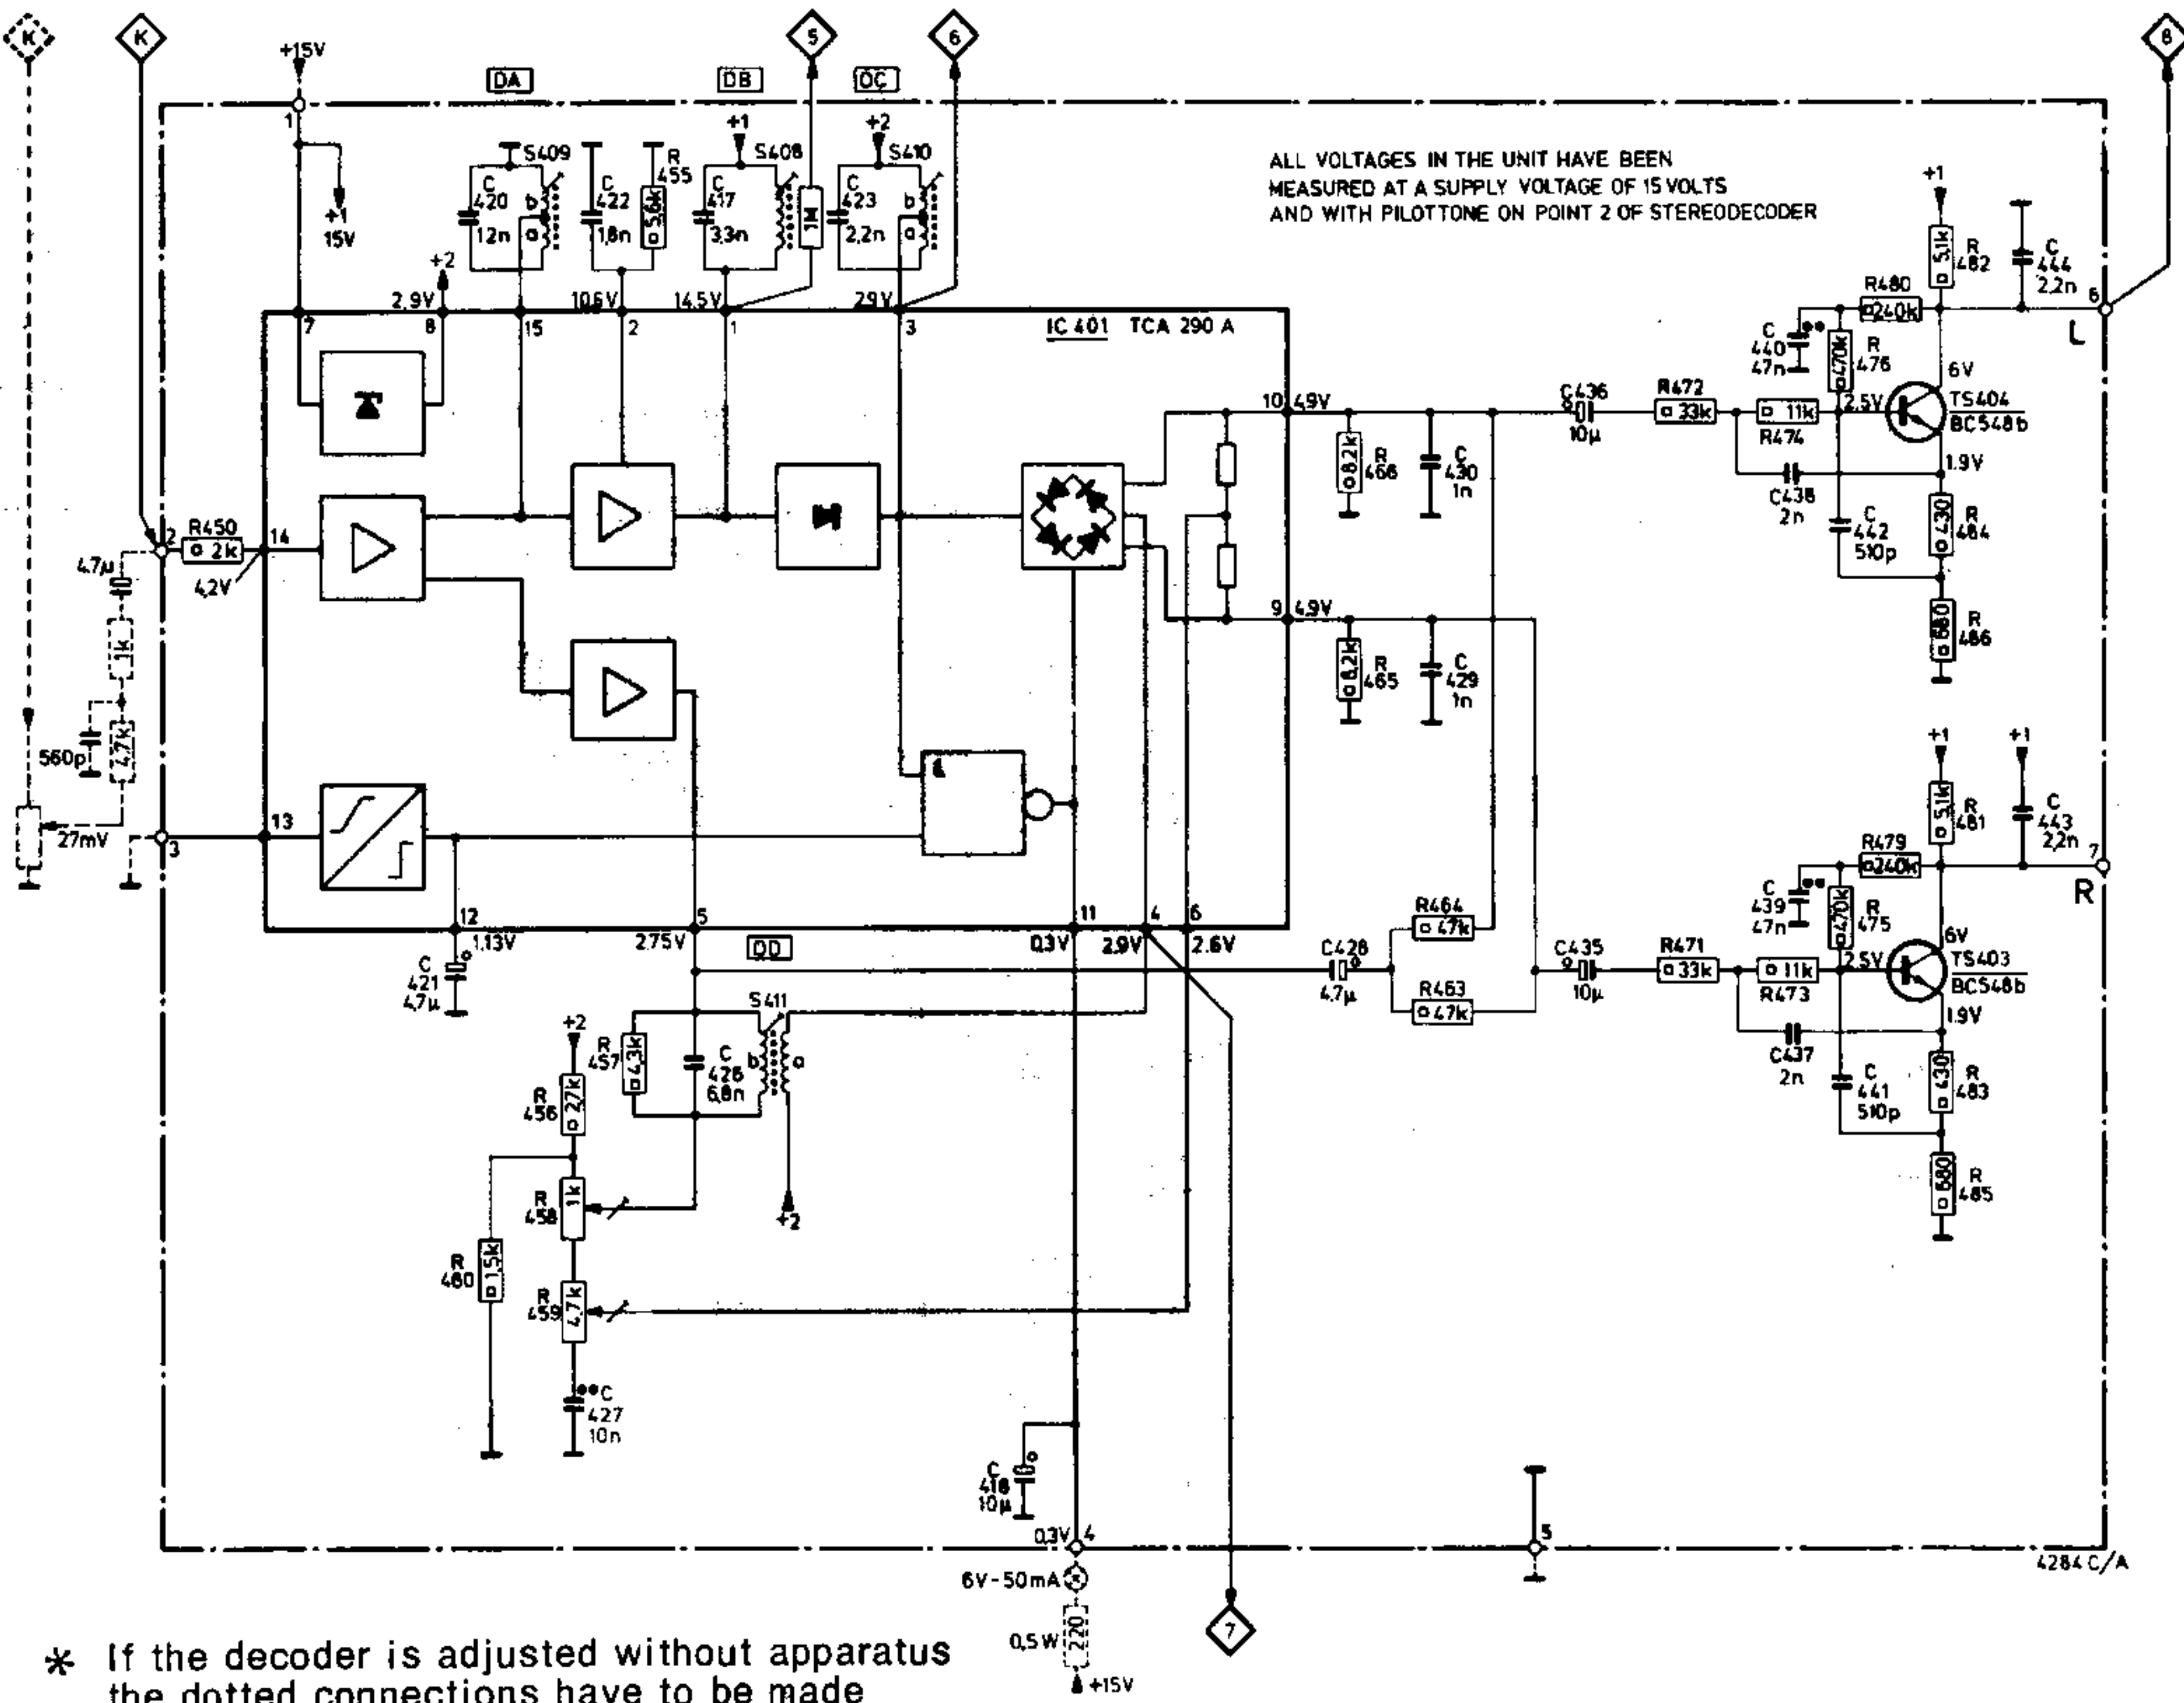 K
K
5
6
8
+15V
1
DA
DB
DC
+1
15V
+2
S409
C
420
12n
b
a
C
422
1,8n
R
455
5,6k
+1
S408
C
417
3,3n
1M
+2
S410
C
423
2,2n
b
a
ALL VOLTAGES IN THE UNIT HAVE BEEN
MEASURED AT A SUPPLY VOLTAGE OF 15 VOLTS
AND WITH PILOTTONE ON POINT 2 OF STEREODECODER
2,9V
10,6V
14,5V
2,9V
7
8
15
2
1
3
IC 401 TCA 290 A
+1
5,1k
R
482
C
444
2,2n
6
L
R480
240k
C
440
47n
470k
R
476
6V
TS404
BC548b
2,5V
1,9V
10
4,9V
8,2k
R
466
C
430
1n
C436
10µ
R472
33k
11k
R474
C438
2n
C
442
510p
430
R
484
680
R
486
2
R450
2k
14
4,2V
4,7µ
1k
560p
4,7k
27mV
3
13
9
4,9V
8,2k
R
465
C
429
1n
+1
+1
5,1k
R
481
C
443
2,2n
7
R
R479
240k
C
439
47n
470k
R
475
6V
TS403
BC548b
2,5V
1,9V
12
1,13V
5
2,75V
DD
11
0,3V
4
2,9V
6
2,6V
C
421
4,7µ
R464
47k
C428
4,7µ
R463
47k
C435
10µ
R471
33k
11k
R473
C437
2n
C
441
510p
430
R
483
680
R
485
S411
+2
R
457
4,3k
C
426
6,8n
b
a
R
456
2,7k
R
458
1k
+2
R
460
1,5k
R
459
4,7k
C
427
10n
C
418
10µ
0,3V
4
5
4284 C/A
6V-50mA
0,5W
220
+15V
7
* If the decoder is adjusted without apparatus
the dotted connections have to be made